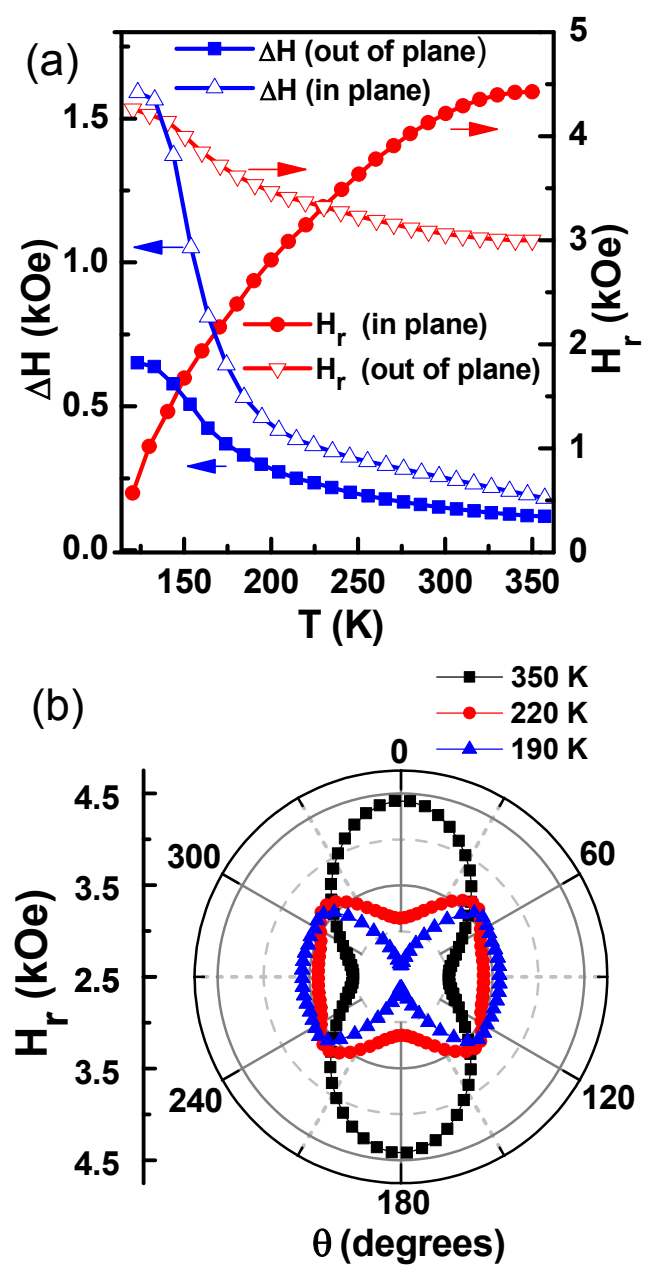 (a)
ΔH (out of plane)
ΔH (in plane)
H_r (in plane)
H_r (out of plane)
ΔH (kOe)
0.0
0.5
1.0
1.5
H_r (kOe)
0
1
2
3
4
5
150 200 250 300 350
T (K)
(b)
350 K
220 K
190 K
H_r (kOe)
4.5
3.5
2.5
3.5
4.5
0
60
120
180
240
300
θ (degrees)